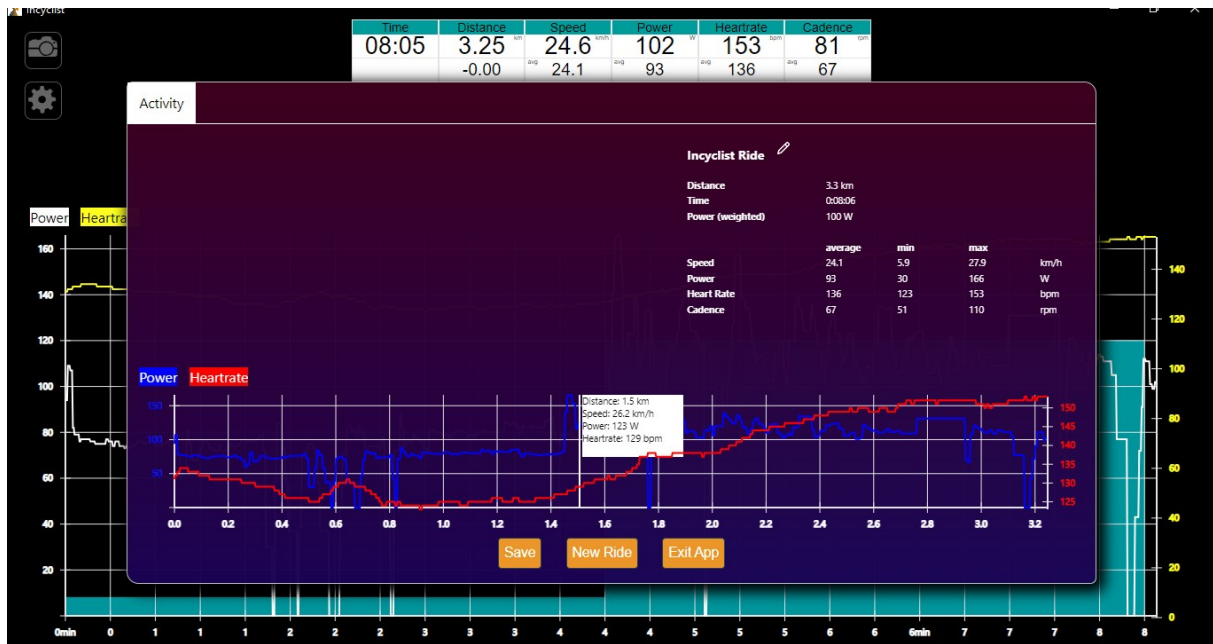 Incyclist
Time Distance Speed Power Heartrate Cadence
08:05 3.25 km 24.6 km/h 102 W 153 bpm 81 rpm
-0.00 avg 24.1 avg 93 avg 136 avg 67
Activity
Incyclist Ride
Distance 3.3 km
Time 0:08:06
Power (weighted) 100 W
average min max
Speed 24.1 5.9 27.9 km/h
Power 93 30 166 W
Heart Rate 136 123 153 bpm
Cadence 67 51 110 rpm
Power Heartra
160
140
120
100
80
60
40
20
140
120
100
80
60
40
20
0
Power Heartrate
150
100
50
Distance: 1.5 km
Speed: 26.2 km/h
Power: 123 W
Heartrate: 129 bpm
150
145
140
135
130
125
0.0 0.2 0.4 0.6 0.8 1.0 1.2 1.4 1.6 1.8 2.0 2.2 2.4 2.6 2.8 3.0 3.2
Save New Ride Exit App
0min 0 1 1 1 2 2 2 3 3 3 4 4 4 5 5 5 6 6 6min 7 7 7 8 8